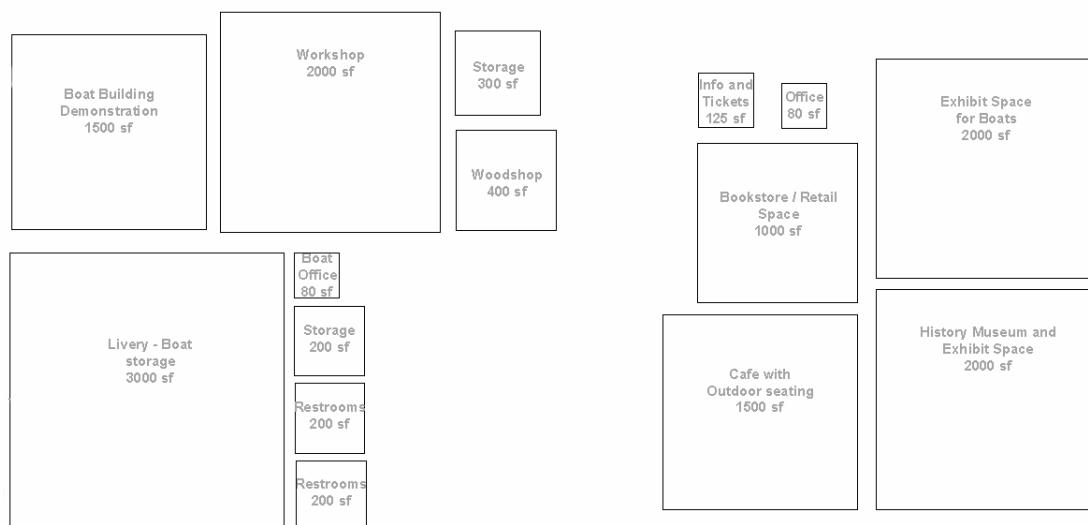 Boat Building
Demonstration
1500 sf
Workshop
2000 sf
Storage
300 sf
Woodshop
400 sf
Livery - Boat
storage
3000 sf
Boat
Office
80 sf
Storage
200 sf
Restrooms
200 sf
Restrooms
200 sf
Info and
Tickets
125 sf
Office
80 sf
Bookstore / Retail
Space
1000 sf
Exhibit Space
for Boats
2000 sf
Cafe with
Outdoor seating
1500 sf
History Museum and
Exhibit Space
2000 sf